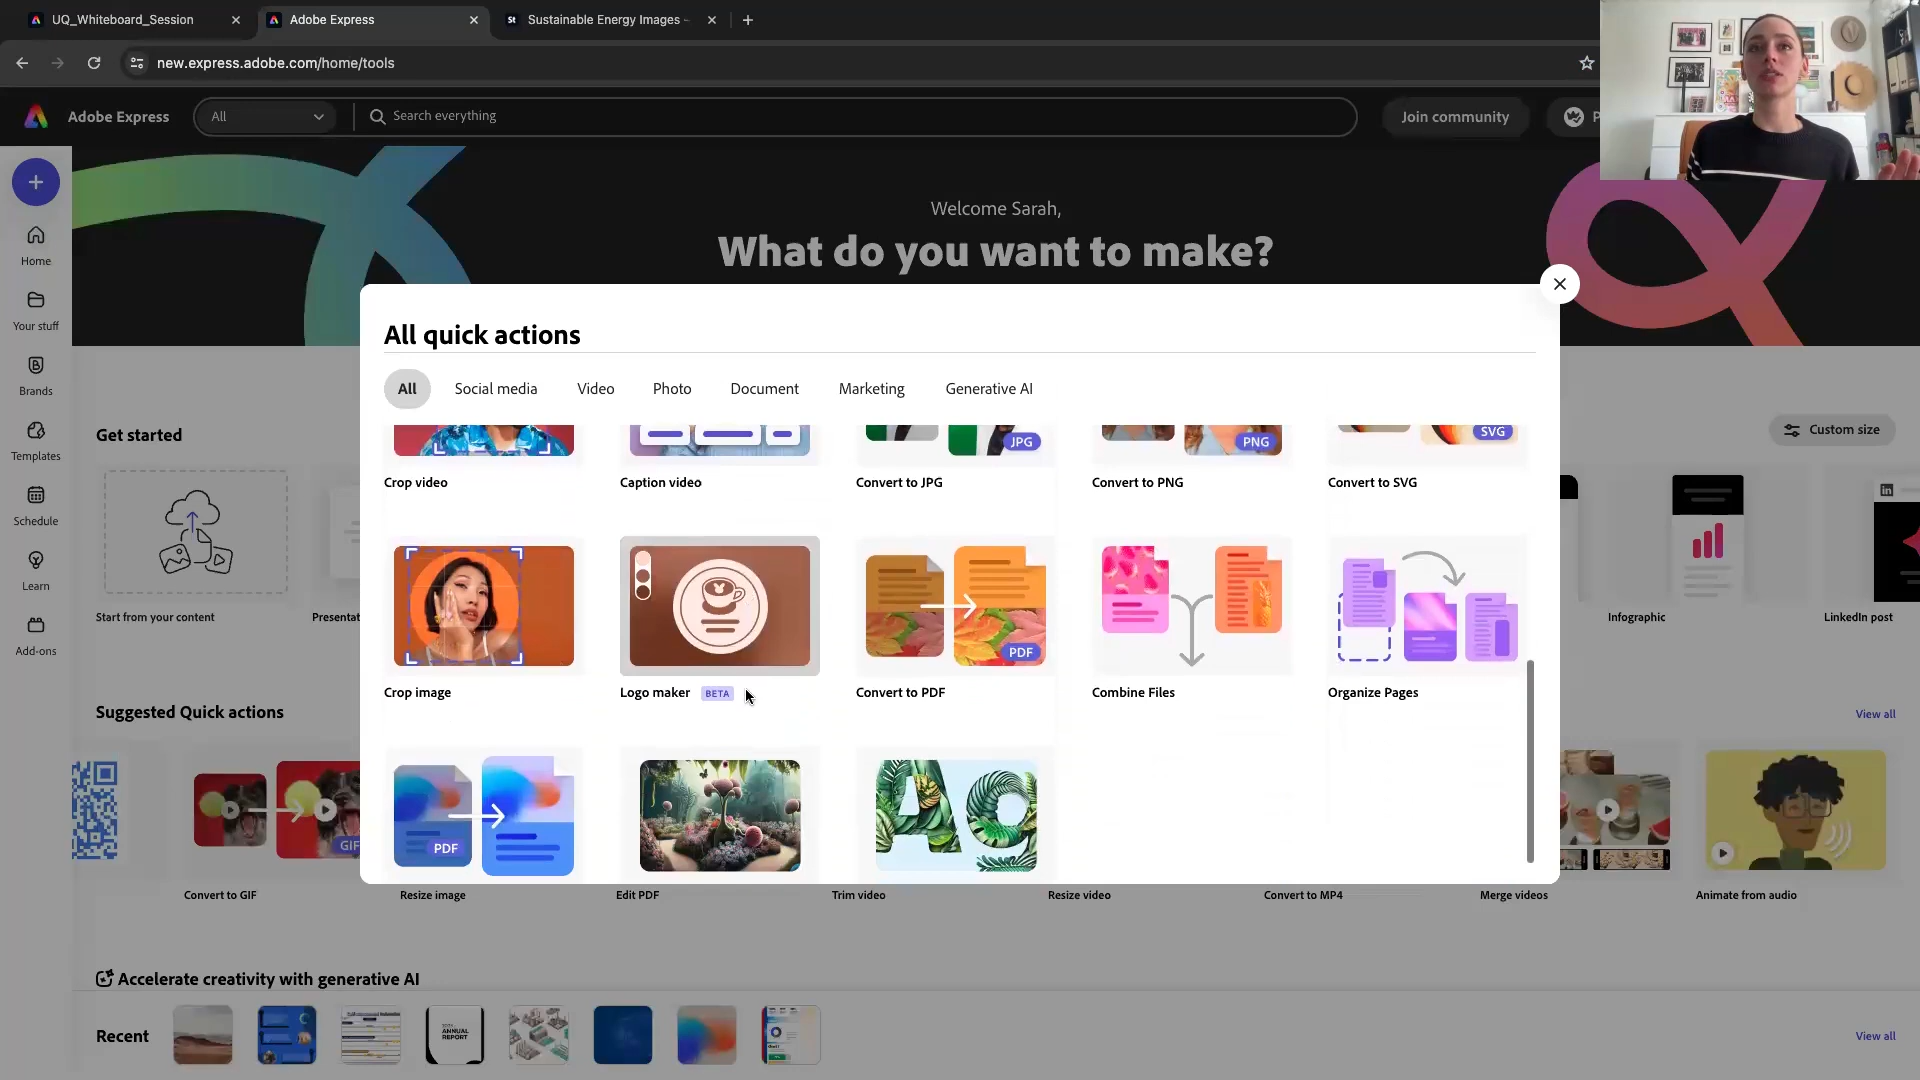 UQ_Whiteboard_Session
Adobe Express
Sustainable Energy Images -
new.express.adobe.com/home/tools
Adobe Express
All
Search everything
Join community
Welcome Sarah,
What do you want to make?
Home
Your stuff
Brands
Templates
Schedule
Learn
Add-ons
Get started
Custom size
Start from your content
Presentat
Infographic
LinkedIn post
All quick actions
All
Social media
Video
Photo
Document
Marketing
Generative AI
JPG
PNG
SVG
Crop video
Caption video
Convert to JPG
Convert to PNG
Convert to SVG
PDF
Crop image
Logo maker BETA
Convert to PDF
Combine Files
Organize Pages
PDF
Suggested Quick actions
View all
GIF
Convert to GIF
Resize image
Edit PDF
Trim video
Resize video
Convert to MP4
Merge videos
Animate from audio
Accelerate creativity with generative AI
Recent
ANNUAL
REPORT
View all